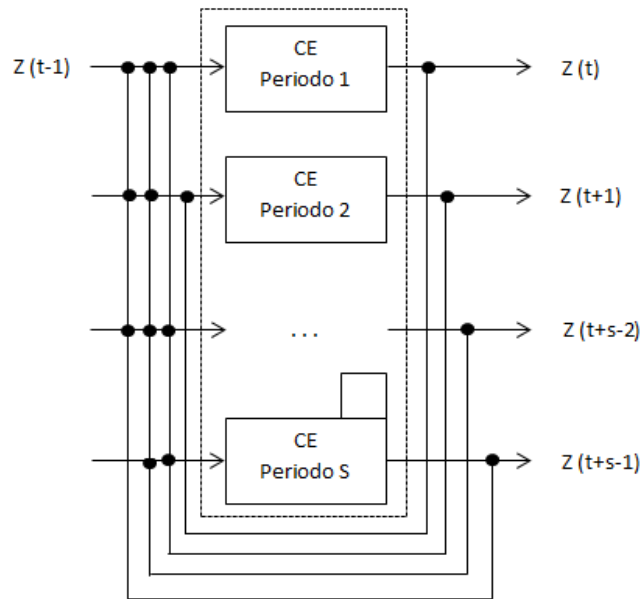 Z (t-1)
CE
Periodo 1
Z (t)
CE
Periodo 2
Z (t+1)
...
Z (t+s-2)
CE
Periodo S
Z (t+s-1)